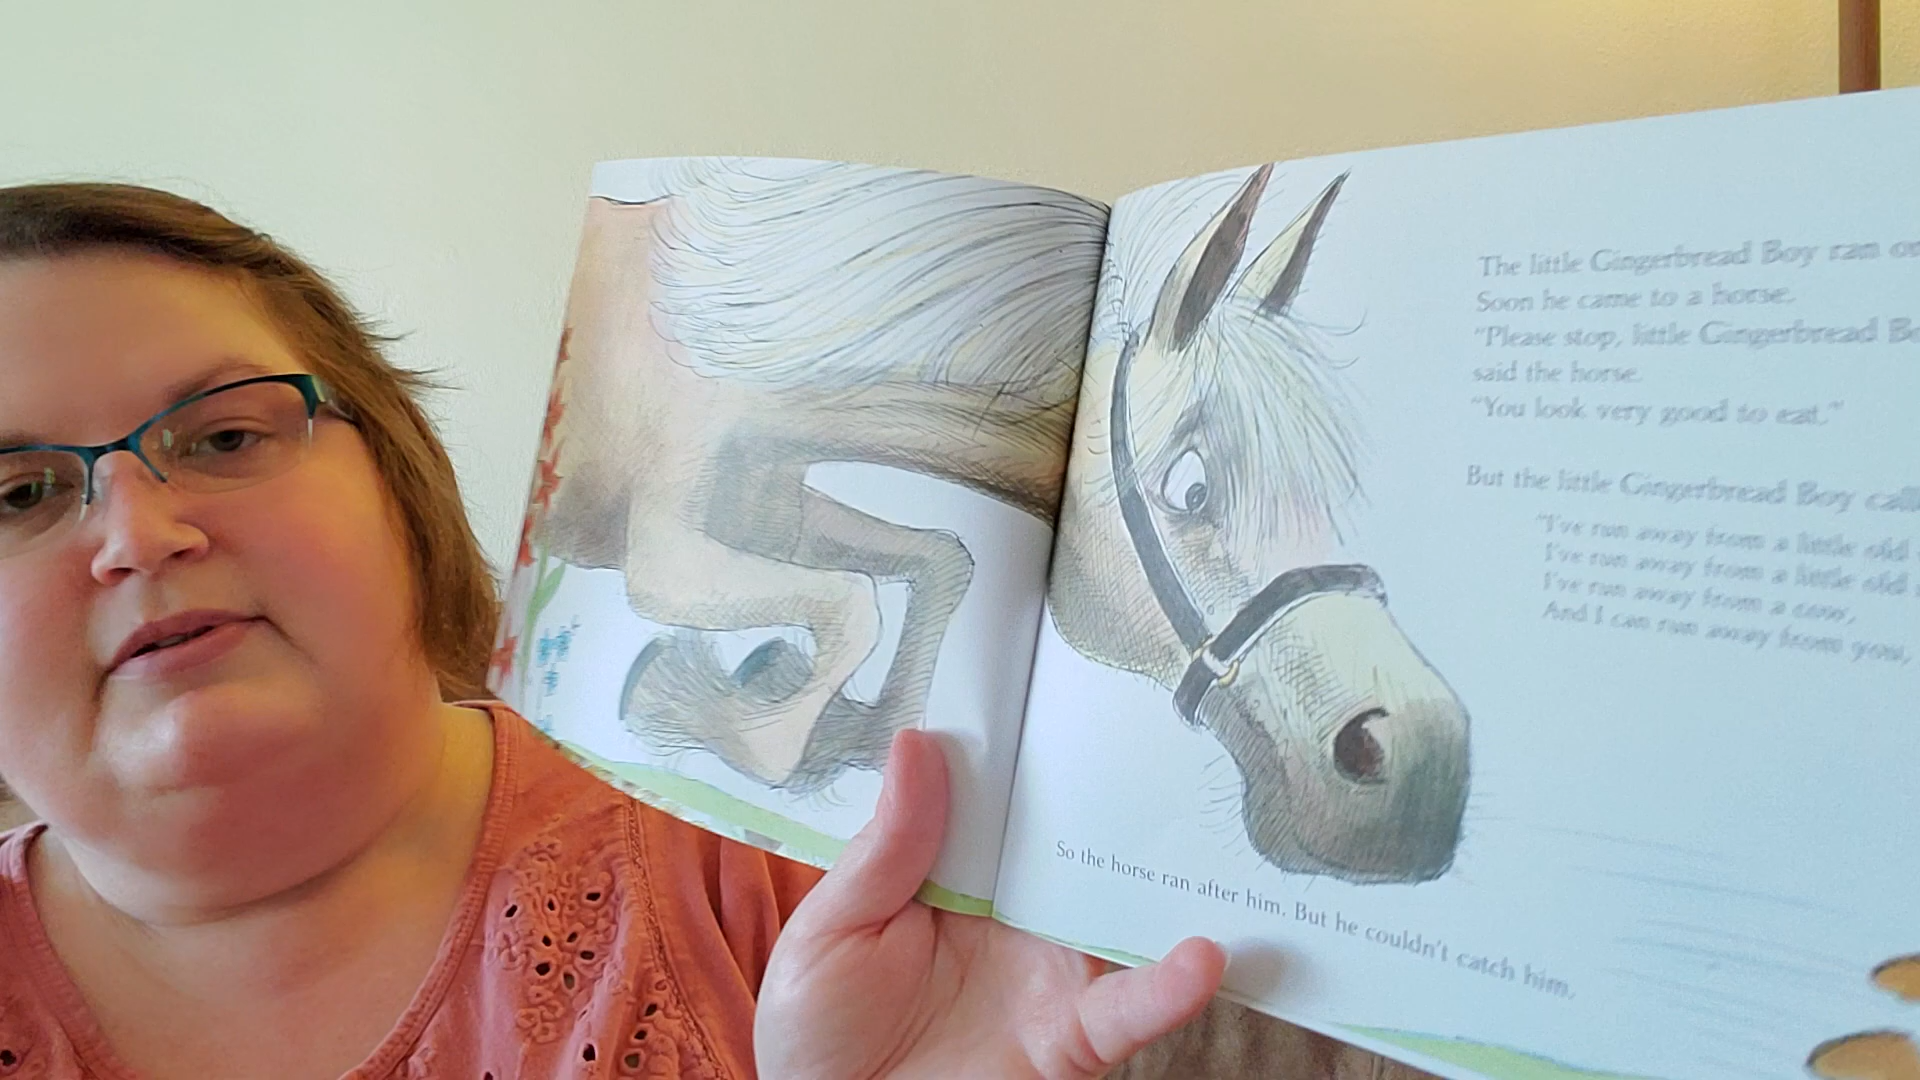 The little Gingerbread Boy ran
Soon he came to a horse.
"Please stop, little Gingerbread
said the horse.
"You look very good to eat."
But the little Gingerbread Boy
"I've run away from a little old
I've run away from a little old
I've run away from a cow,
And I can run away from you,
So the horse ran after him. But he couldn't catch him.